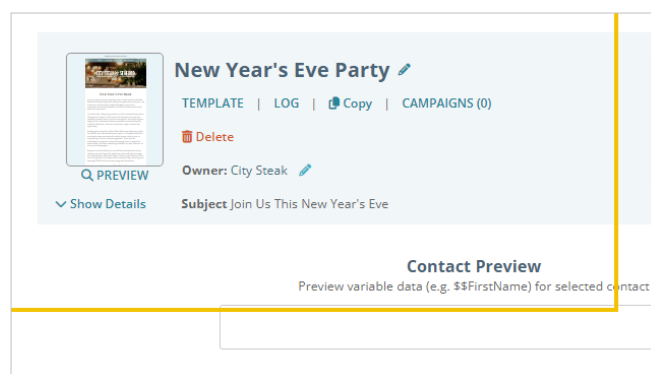 New Year's Eve Party
TEMPLATE | LOG | Copy | CAMPAIGNS (0)
Delete
PREVIEW
Owner: City Steak
Show Details
Subject Join Us This New Year's Eve
Contact Preview
Preview variable data (e.g. $$FirstName) for selected contact